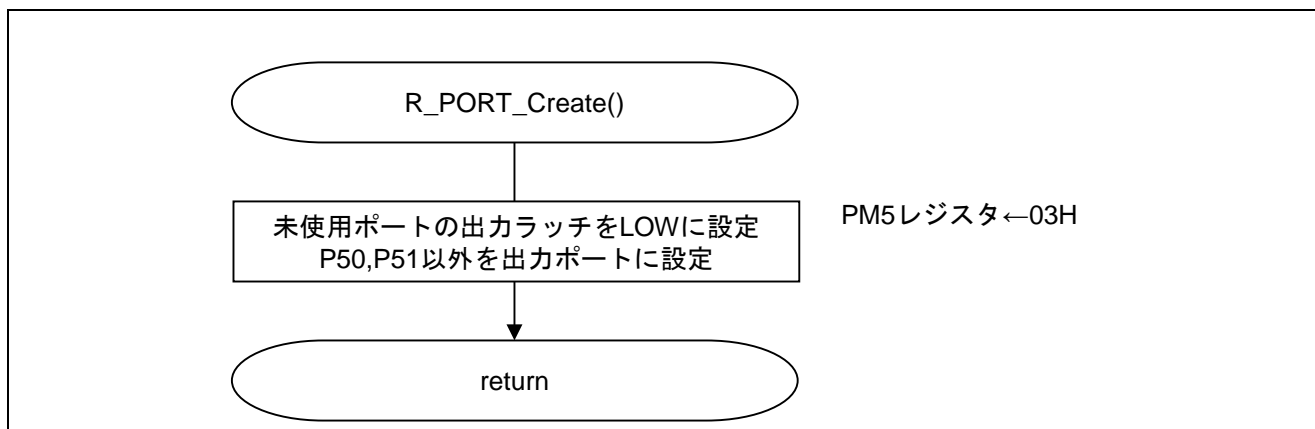 R_PORT_Create()
未使用ポートの出力ラッチをLOWに設定
P50,P51以外を出力ポートに設定
PM5レジスタ←03H
return